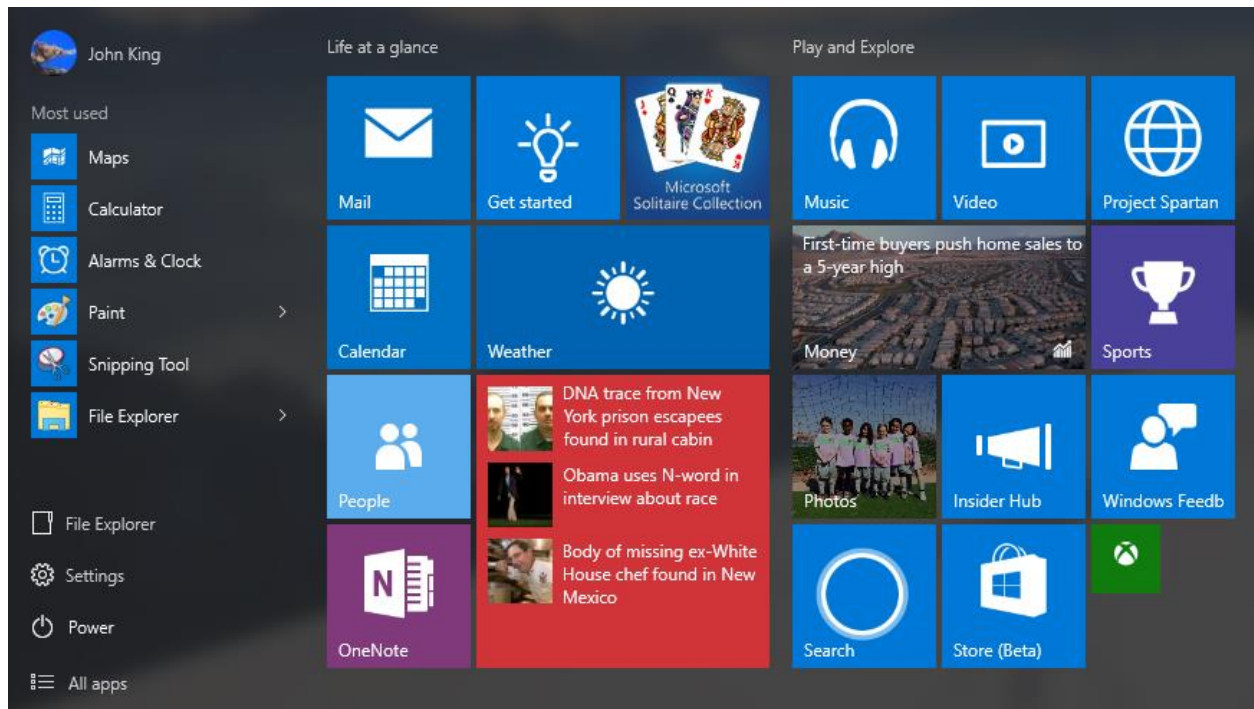 John King
Most used
Maps
Calculator
Alarms & Clock
Paint
Snipping Tool
File Explorer
File Explorer
Settings
Power
All apps
Life at a glance
Mail
Get started
Microsoft
Solitaire Collection
Calendar
Weather
People
DNA trace from New
York prison escapees
found in rural cabin
Obama uses N-word in
interview about race
Body of missing ex-White
House chef found in New
Mexico
OneNote
Play and Explore
Music
Video
Project Spartan
First-time buyers push home sales to
a 5-year high
Money
Sports
Photos
Insider Hub
Windows Feedb
Search
Store (Beta)